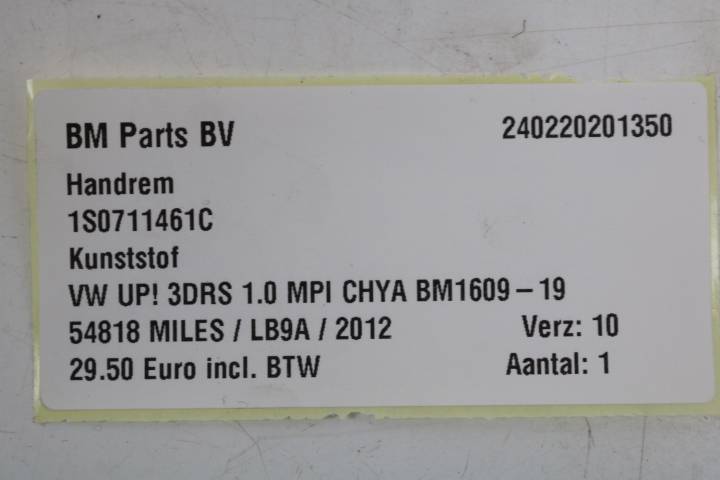 BM Parts BV 240220201350
Handrem
1S0711461C
Kunststof
VW UP! 3DRS 1.0 MPI CHYA BM1609-19
54818 MILES / LB9A / 2012 Verz: 10
29.50 Euro incl. BTW Aantal: 1